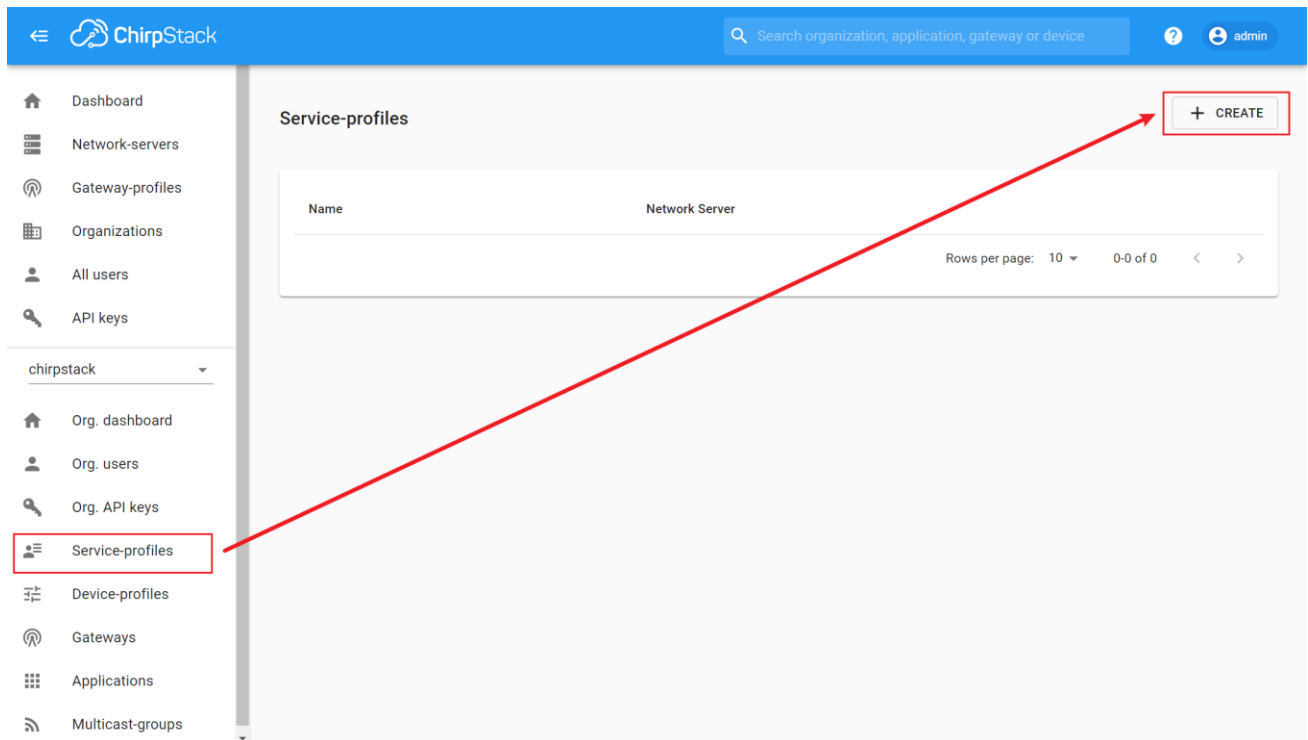 ChirpStack
Search organization, application, gateway or device
? admin
Dashboard
Network-servers
Gateway-profiles
Organizations
All users
API keys
chirpstack
Org. dashboard
Org. users
Org. API keys
Service-profiles
Device-profiles
Gateways
Applications
Multicast-groups
Service-profiles
+ CREATE
Name Network Server
Rows per page: 10 0-0 of 0 < >